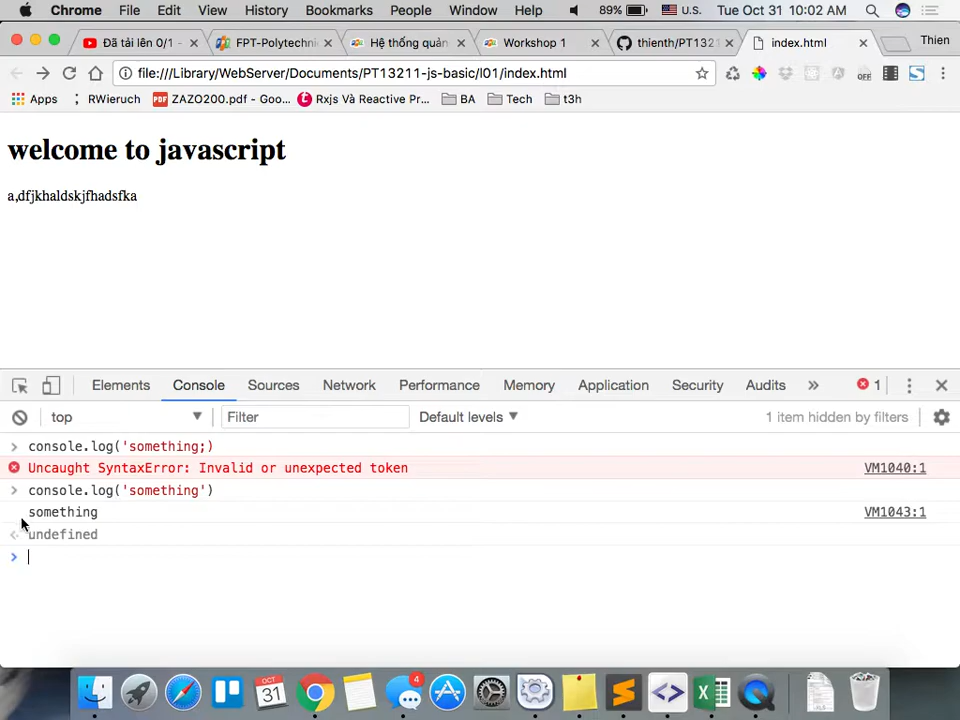 Chrome File Edit View History Bookmarks People Window Help 89% U.S. Tue Oct 31 10:02 AM
Đã tải lên 0/1 - FPT-Polytechnic Hệ thống quản Workshop 1 thienth/PT1321 index.html Thien
file:///Library/WebServer/Documents/PT13211-js-basic/l01/index.html
Apps RWieruch ZAZO200.pdf - Goo... Rxjs Và Reactive Pr... BA Tech t3h
welcome to javascript
a,dfjkhaldskjfhadsfka
Elements Console Sources Network Performance Memory Application Security Audits » 1
top Filter Default levels 1 item hidden by filters
console.log('something;)
Uncaught SyntaxError: Invalid or unexpected token VM1040:1
console.log('something')
something VM1043:1
undefined
OCT 4
31